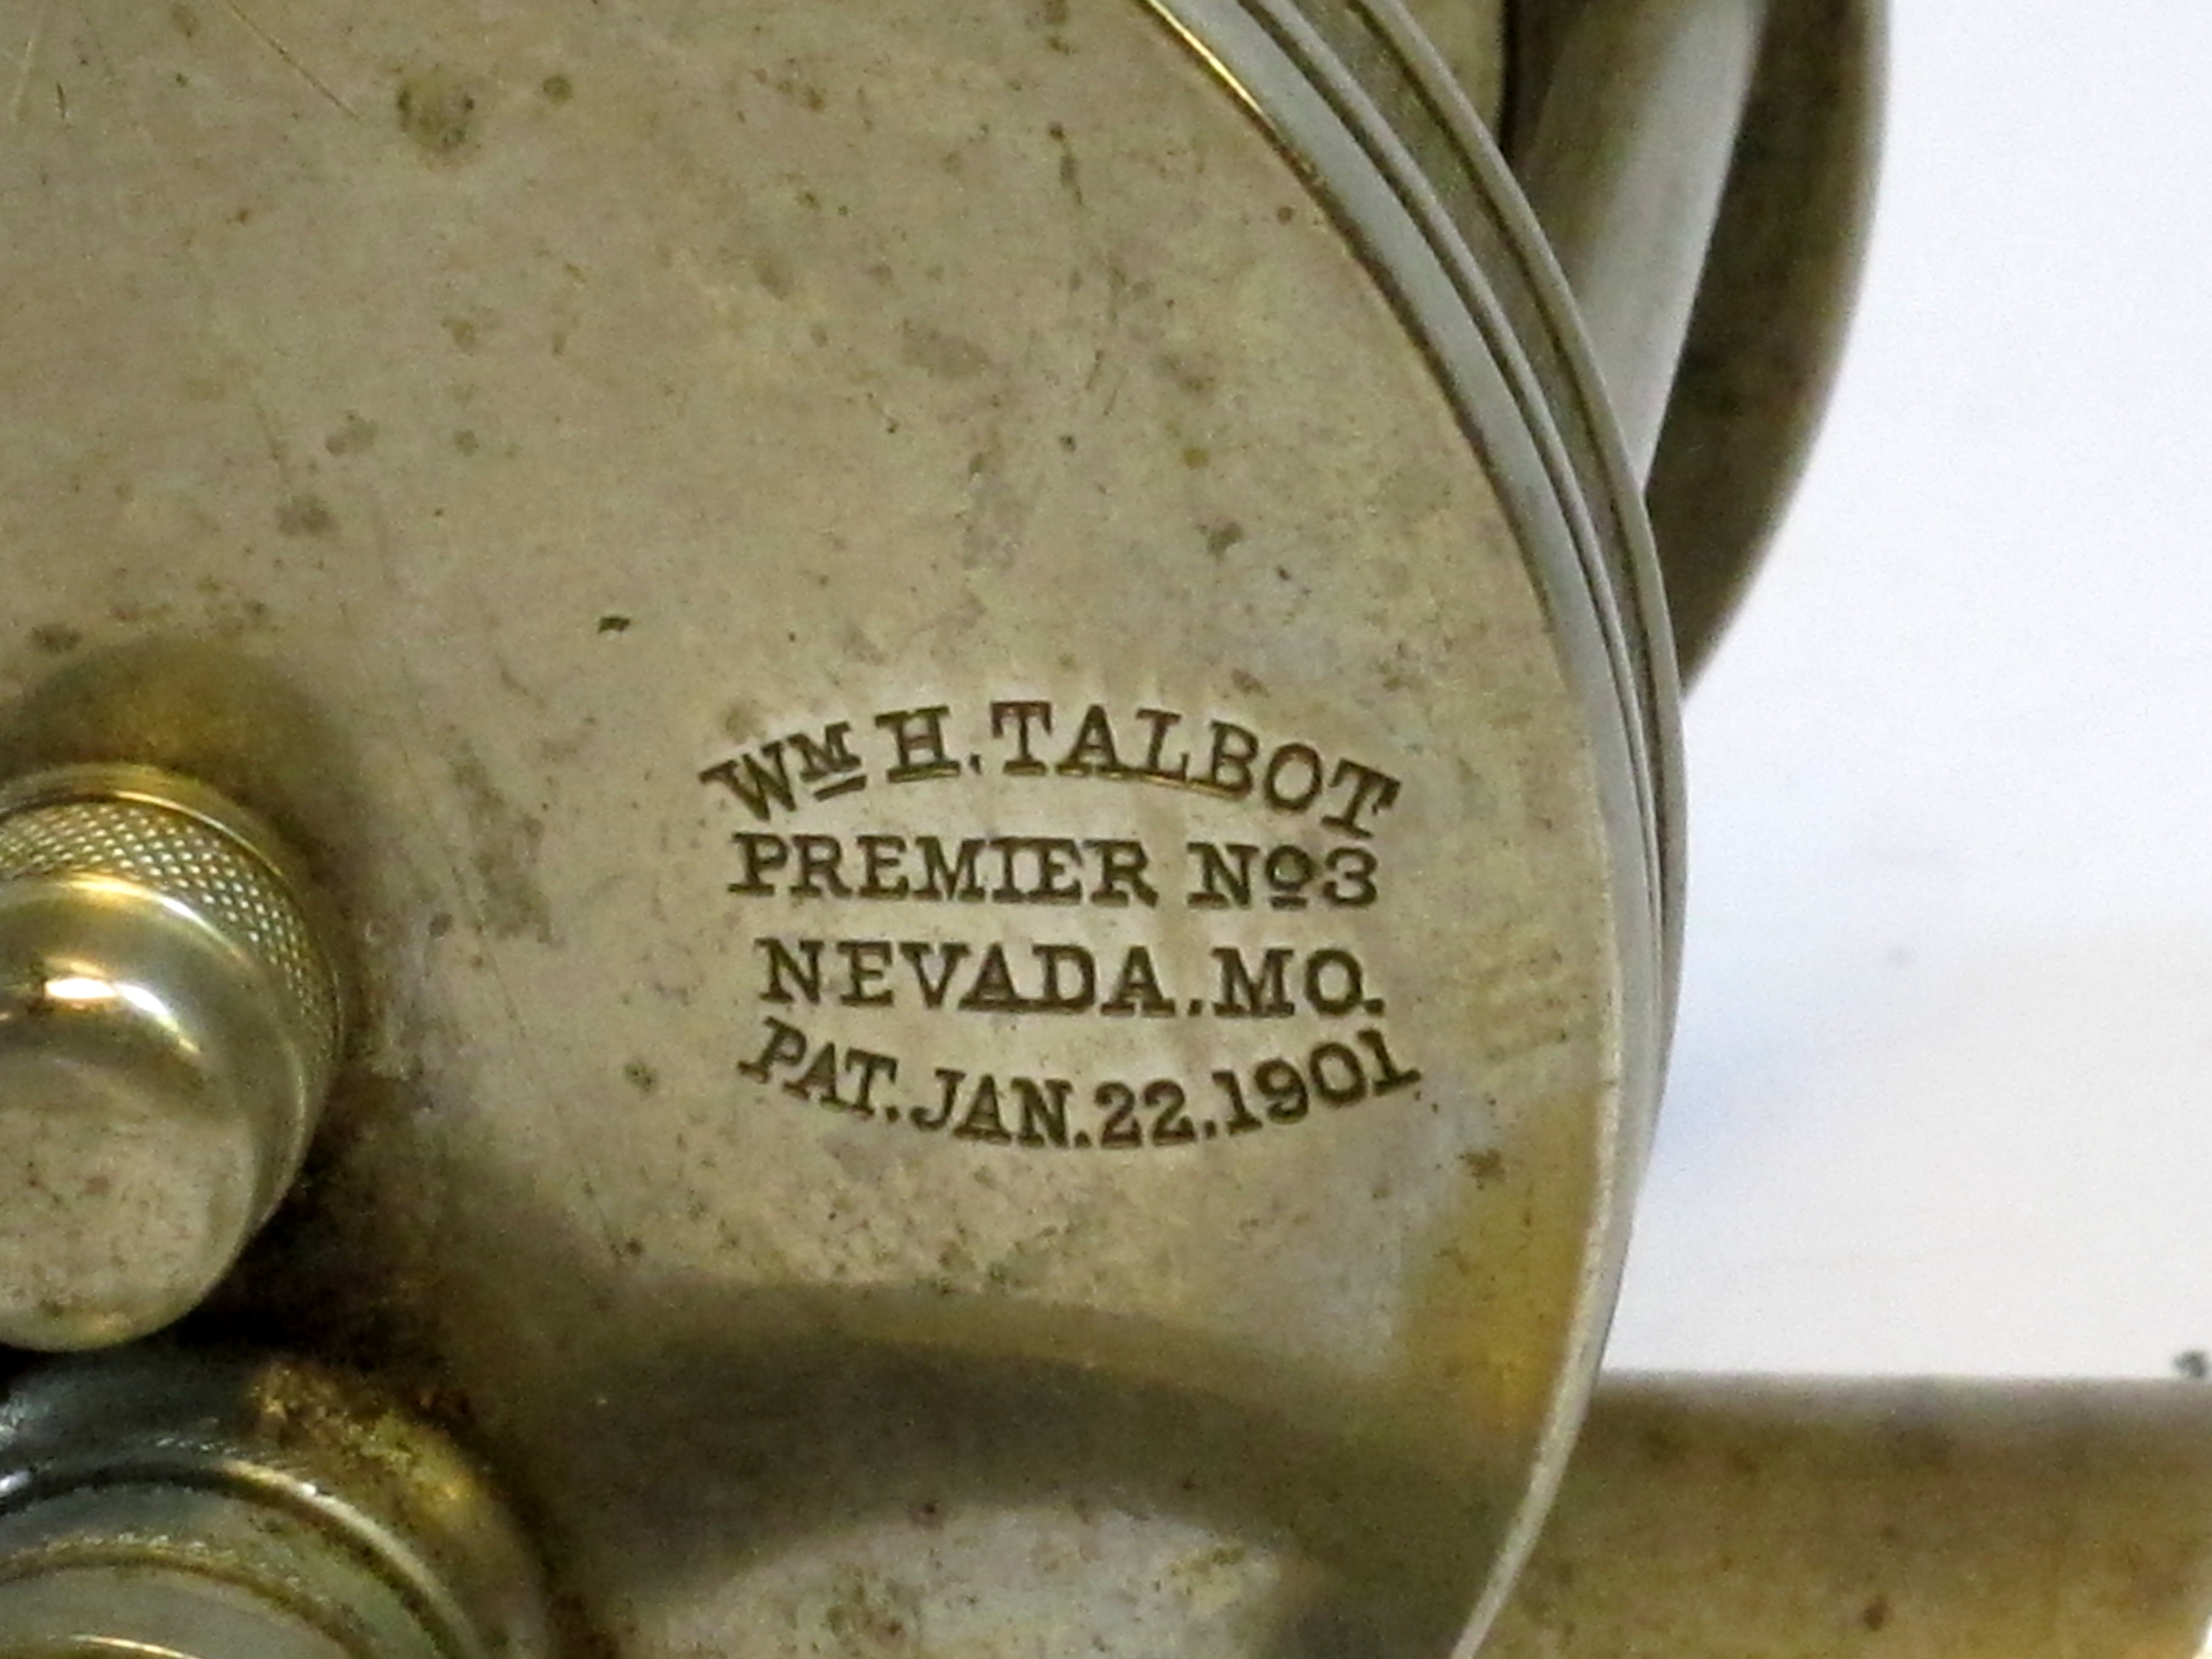 Wm H. TALBOT
PREMIER No 3
NEVADA. MO.
PAT. JAN. 22. 1901